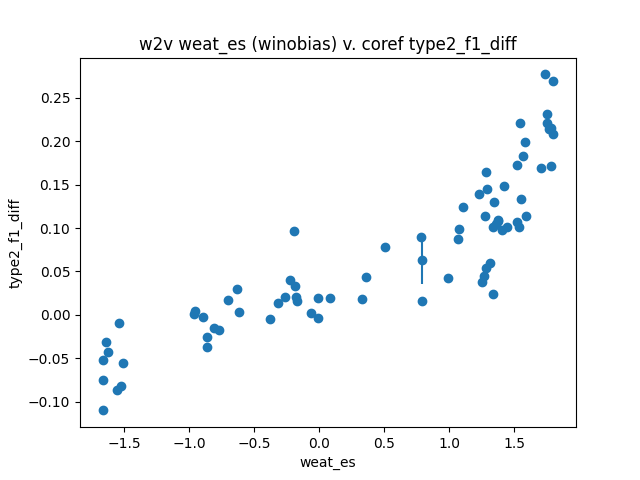 w2v weat_es (winobias) v. coref type2_f1_diff
0.25
0.20
0.15
0.10
0.05
0.00
−0.05
−0.10
type2_f1_diff
−1.5 −1.0 −0.5 0.0 0.5 1.0 1.5
weat_es